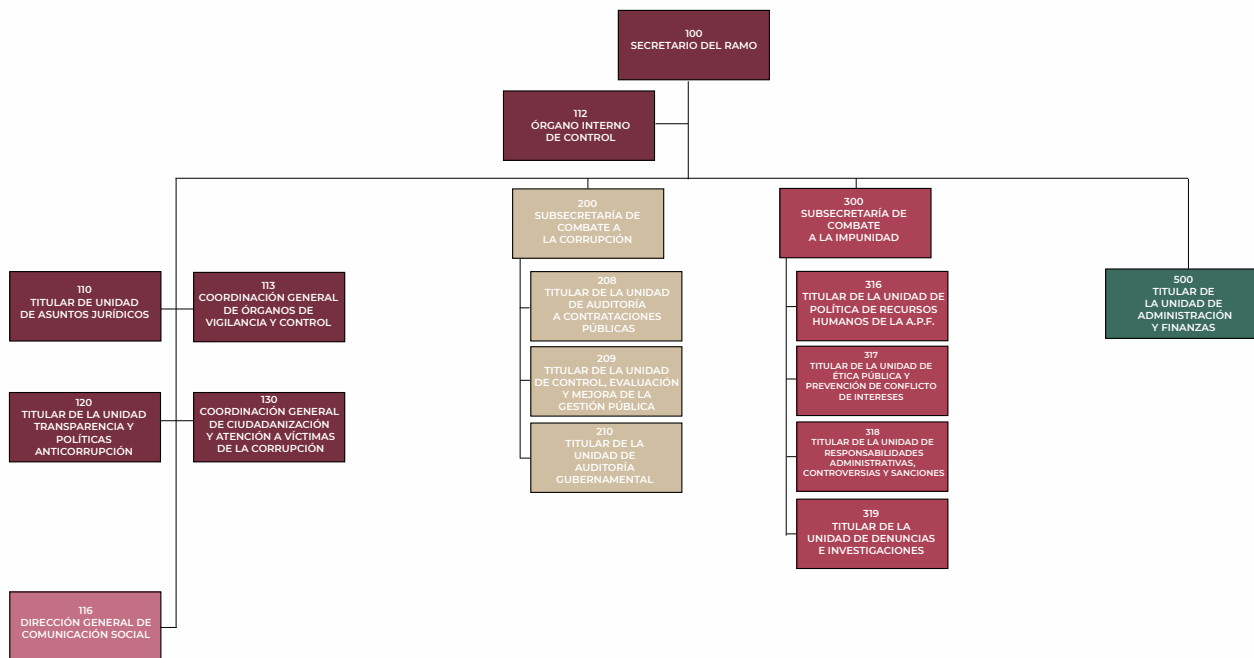 100
SECRETARIO DEL RAMO
112
ÓRGANO INTERNO
DE CONTROL
200
SUBSECRETARÍA DE
COMBATE A
LA CORRUPCIÓN
300
SUBSECRETARÍA DE
COMBATE
A LA IMPUNIDAD
110
TITULAR DE UNIDAD
DE ASUNTOS JURÍDICOS
113
COORDINACIÓN GENERAL
DE ÓRGANOS DE
VIGILANCIA Y CONTROL
208
TITULAR DE LA UNIDAD
DE AUDITORÍA
A CONTRATACIONES
PÚBLICAS
316
TITULAR DE LA UNIDAD DE
POLÍTICA DE RECURSOS
HUMANOS DE LA A.P.F.
500
TITULAR DE
LA UNIDAD DE
ADMINISTRACIÓN
Y FINANZAS
209
TITULAR DE LA UNIDAD
DE CONTROL, EVALUACIÓN
Y MEJORA DE LA
GESTIÓN PÚBLICA
317
TITULAR DE LA UNIDAD DE
ÉTICA PÚBLICA Y
PREVENCIÓN DE CONFLICTO
DE INTERESES
120
TITULAR DE LA UNIDAD
TRANSPARENCIA Y
POLÍTICAS
ANTICORRUPCIÓN
130
COORDINACIÓN GENERAL
DE CIUDADANIZACIÓN
Y ATENCIÓN A VÍCTIMAS
DE LA CORRUPCIÓN
210
TITULAR DE LA
UNIDAD DE
AUDITORÍA
GUBERNAMENTAL
318
TITULAR DE LA UNIDAD DE
RESPONSABILIDADES
ADMINISTRATIVAS,
CONTROVERSIAS Y SANCIONES
319
TITULAR DE LA
UNIDAD DE DENUNCIAS
E INVESTIGACIONES
116
DIRECCIÓN GENERAL DE
COMUNICACIÓN SOCIAL